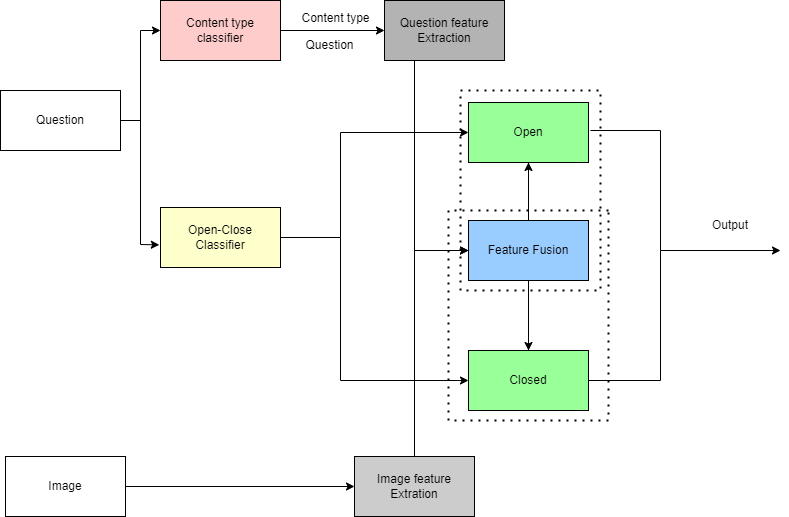 Content type
classifier
Content type
Question
Question feature
Extraction
Question
Open
Open-Close
Classifier
Feature Fusion
Output
Closed
Image
Image feature
Extration